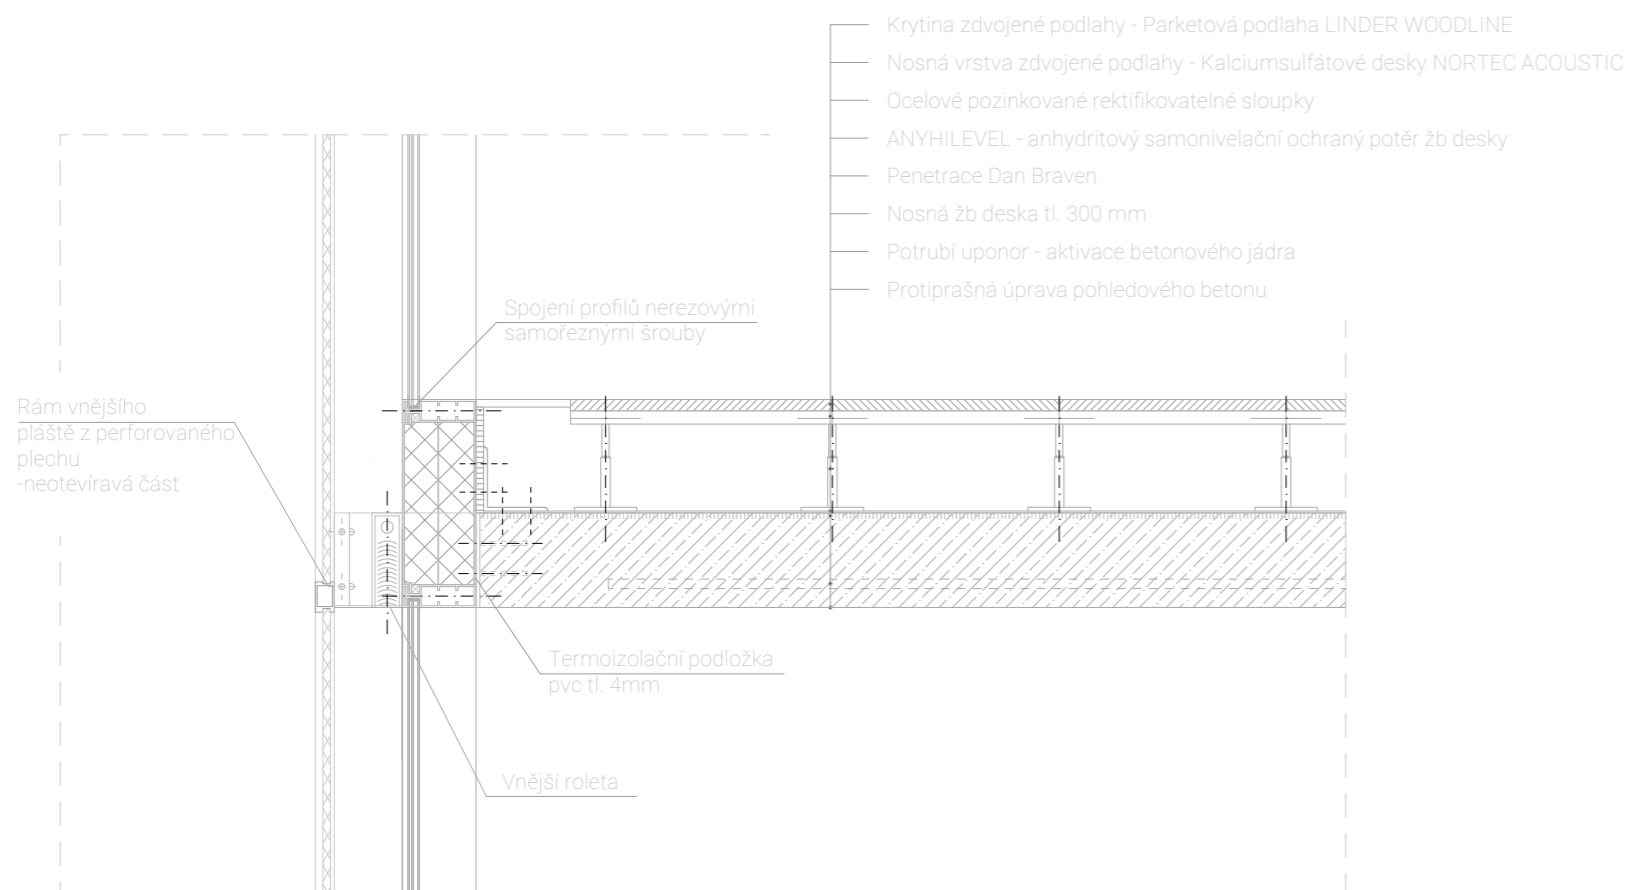 Krytina zdvojené podlahy - Parketová podlaha LINDER WOODLINE
Nosná vrstva zdvojené podlahy - Kalciumsulfátové desky NORTEC ACOUSTIC
Ocelové pozinkované rektifikovatelné sloupky
ANYHILEVEL - anhydritový samonivelační ochraný potěr žb desky
Penetrace Dan Braven
Nosná žb deska tl. 300 mm
Potrubí uponor - aktivace betonového jádra
Protiprašná úprava pohledového betonu
Spojení profilů nerezovými
samořeznými šrouby
Rám vnějšího
pláště z perforovaného
plechu
-neotevíravá část
Termoizolační podložka
pvc tl. 4mm
Vnější roleta